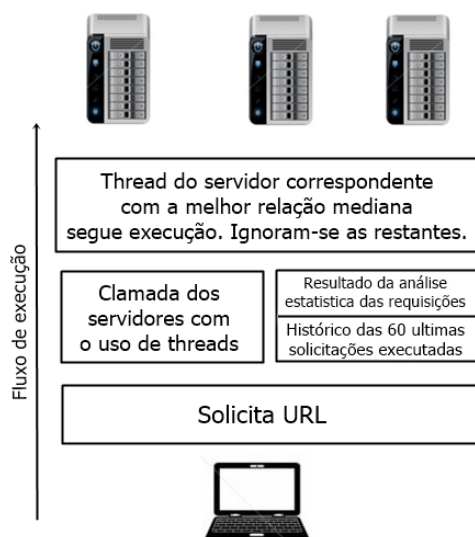 Thread do servidor correspondente
com a melhor relação mediana
segue execução. Ignoram-se as restantes.
Clamada dos
servidores com
o uso de threads
Resultado da análise
estatistica das requisições
Histórico das 60 ultimas
solicitações executadas
Solicita URL
Fluxo de execução